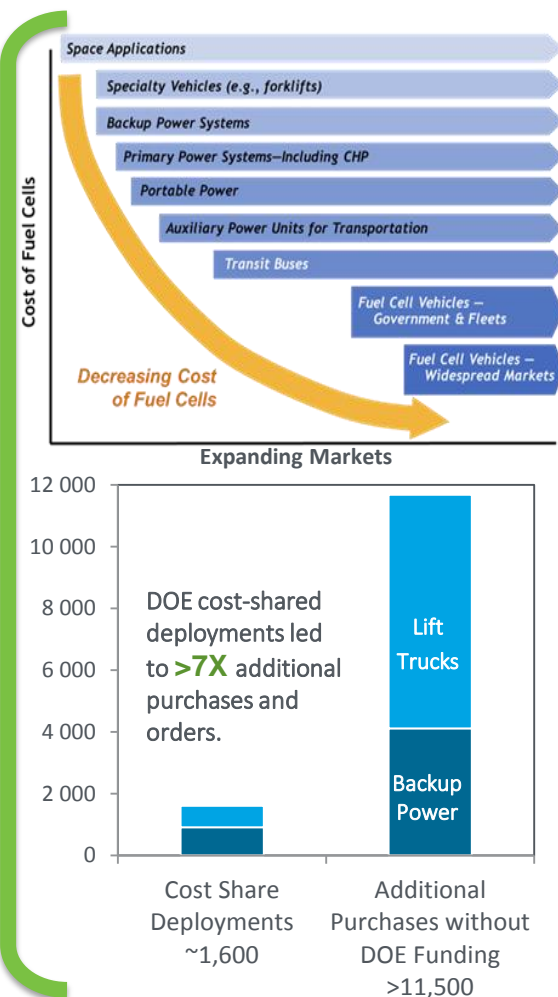 Space Applications
Specialty Vehicles (e.g., forklifts)
Backup Power Systems
Primary Power Systems—Including CHP
Portable Power
Auxiliary Power Units for Transportation
Transit Buses
Fuel Cell Vehicles —
Government & Fleets
Fuel Cell Vehicles —
Widespread Markets
Cost of Fuel Cells
Decreasing Cost
of Fuel Cells
Expanding Markets
12 000
10 000
8 000
6 000
4 000
2 000
0
DOE cost-shared
deployments led
to >7X additional
purchases and
orders.
Lift
Trucks
Backup
Power
Cost Share
Deployments
~1,600
Additional
Purchases without
DOE Funding
>11,500